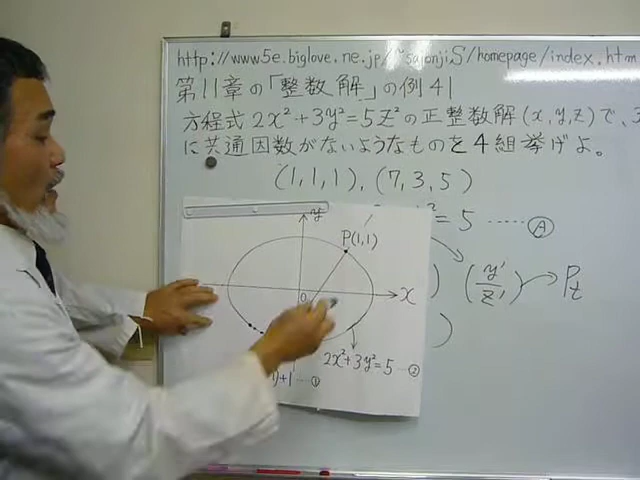 http://www5e.biglove.ne.jp/~sajonjiS/homepage/index.htm
第11章の「整数解」の例41
方程式 2x²+3y²=5z² の正整数解 (x,y,z) で、
に共通因数がないようなものを4組挙げよ。
(1,1,1), (7,3,5)
y
² = 5 ……Ⓐ
P(1,1)
(y'/z') → Pt
O
x
2x²+3y²=5 …②
y+1 …①